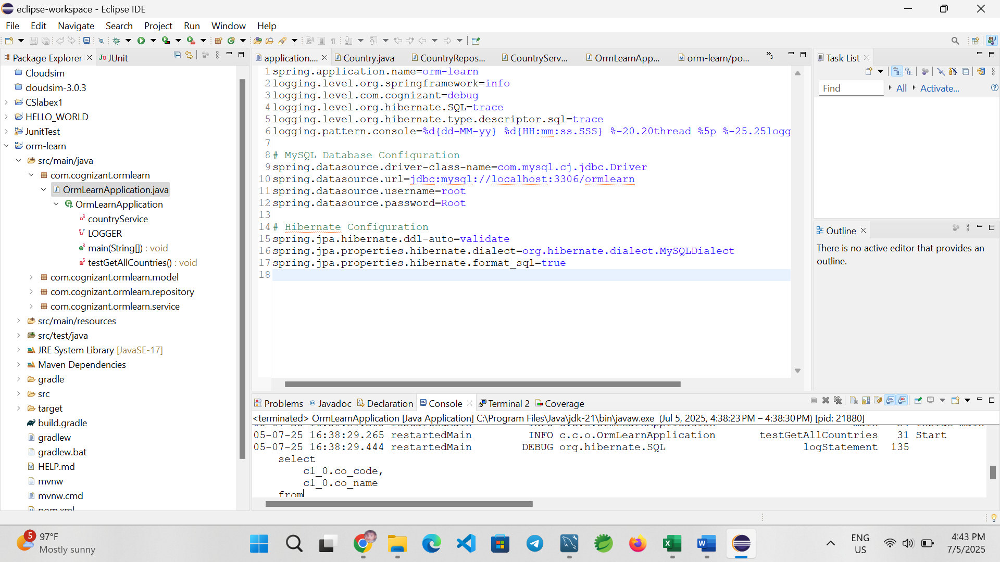 eclipse-workspace - Eclipse IDE
File Edit Navigate Search Project Run Window Help
Package Explorer JUnit
Cloudsim
cloudsim-3.0.3
CSlabex1
HELLO_WORLD
JunitTest
orm-learn
src/main/java
com.cognizant.ormlearn
OrmLearnApplication.java
OrmLearnApplication
countryService
LOGGER
main(String[]) : void
testGetAllCountries() : void
com.cognizant.ormlearn.model
com.cognizant.ormlearn.repository
com.cognizant.ormlearn.service
src/main/resources
src/test/java
JRE System Library [JavaSE-17]
Maven Dependencies
gradle
src
target
build.gradle
gradlew
gradlew.bat
HELP.md
mvnw
mvnw.cmd
pom.xml
application.... Country.java CountryRepos... CountryServ... OrmLearnApp... orm-learn/po... »3
1 spring.application.name=orm-learn
2 logging.level.org.springframework=info
3 logging.level.com.cognizant=debug
4 logging.level.org.hibernate.SQL=trace
5 logging.level.org.hibernate.type.descriptor.sql=trace
6 logging.pattern.console=%d{dd-MM-yy} %d{HH:mm:ss.SSS} %-20.20thread %5p %-25.25logg
7
8 # MySQL Database Configuration
9 spring.datasource.driver-class-name=com.mysql.cj.jdbc.Driver
10 spring.datasource.url=jdbc:mysql://localhost:3306/ormlearn
11 spring.datasource.username=root
12 spring.datasource.password=Root
13
14 # Hibernate Configuration
15 spring.jpa.hibernate.ddl-auto=validate
16 spring.jpa.properties.hibernate.dialect=org.hibernate.dialect.MySQLDialect
17 spring.jpa.properties.hibernate.format_sql=true
18
Task List
Find All Activate...
Outline
There is no active editor that provides an
outline.
Problems Javadoc Declaration Console Terminal 2 Coverage
<terminated> OrmLearnApplication [Java Application] C:\Program Files\Java\jdk-21\bin\javaw.exe (Jul 5, 2025, 4:38:23 PM – 4:38:30 PM) [pid: 21880]
05-07-25 16:38:29.265 restartedMain INFO c.c.o.OrmLearnApplication testGetAllCountries 31 Start
05-07-25 16:38:29.444 restartedMain DEBUG org.hibernate.SQL logStatement 135
select
c1_0.co_code,
c1_0.co_name
from
5
97°F
Mostly sunny
ENG
US
4:43 PM
7/5/2025